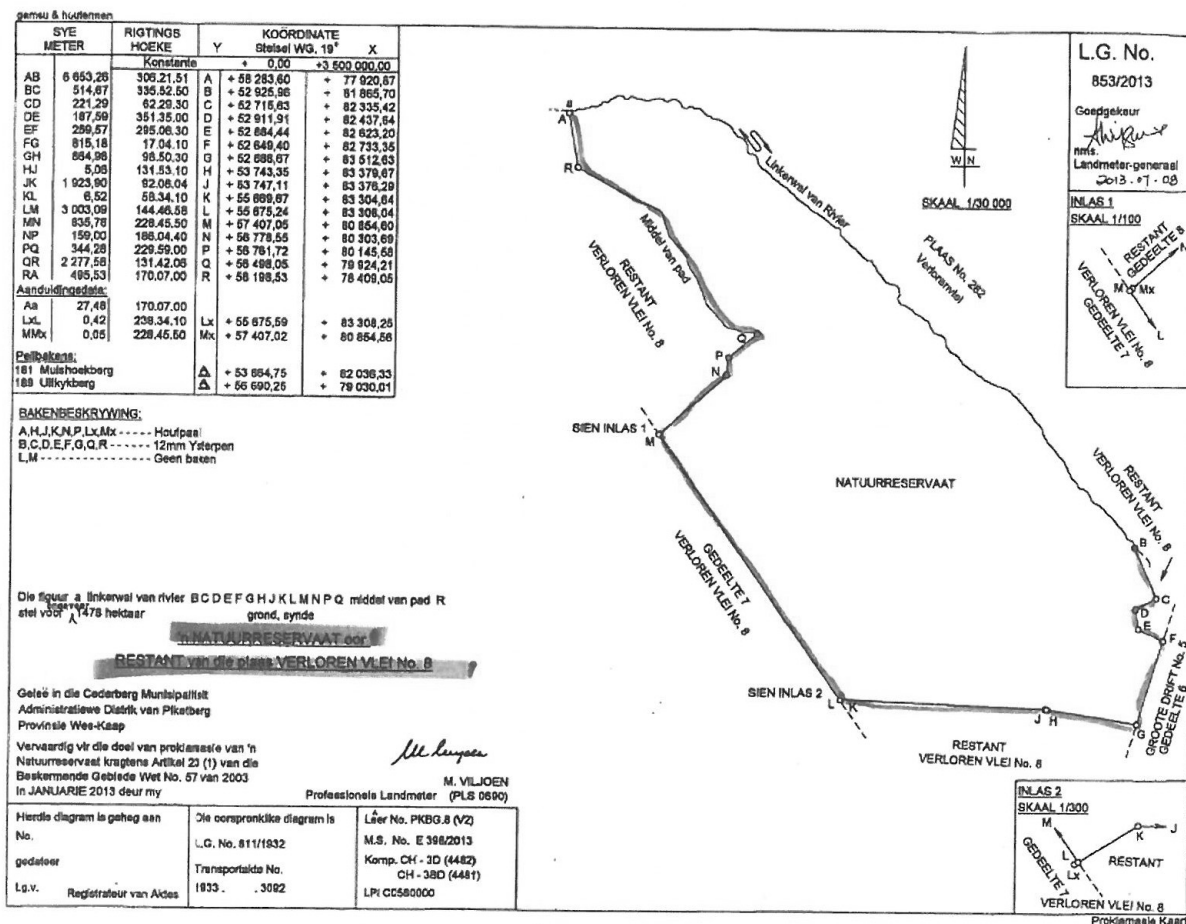 gemsu & houtennen
SYE METER RIGTINGS HOEKE KOÖRDINATE
Y Stelsel WG. 19° X
Konstante + 0,00 +3 500 000,00
AB 6 653,26 306.21.51 A + 58 283,60 + 77 920,67
BC 514,67 335.52.50 B + 52 925,96 + 81 865,70
CD 221,29 62.29.30 C + 52 715,63 + 82 335,42
DE 187,59 351.35.00 D + 52 911,91 + 82 437,64
EF 259,57 295.06.30 E + 52 884,44 + 82 623,20
FG 815,18 17.04.10 F + 52 649,40 + 82 733,35
GH 864,98 98.50.30 G + 52 888,67 + 83 512,63
HJ 5,06 131.53.10 H + 53 743,35 + 83 379,67
JK 1 923,90 92.08.04 J + 53 747,11 + 83 376,29
KL 6,52 58.34.10 K + 55 669,67 + 83 304,64
LM 3 003,09 144.46.58 L + 55 675,24 + 83 308,04
MN 835,76 228.45.50 M + 57 407,05 + 80 854,60
NP 159,00 186.04.40 N + 56 778,55 + 80 303,69
PQ 344,28 229.59.00 P + 56 761,72 + 80 145,58
QR 2 277,58 131.42.06 Q + 56 498,05 + 79 924,21
RA 495,53 170.07.00 R + 58 198,53 + 78 409,05
Aanduidingsdata:
Aa 27,48 170.07.00
LxL 0,42 238.34.10 Lx + 55 675,59 + 83 308,26
MMx 0,05 228.45.50 Mx + 57 407,02 + 80 854,56
Peilbakens:
181 Muishoekberg △ + 53 664,75 + 82 036,33
189 Uitkykberg △ + 56 690,25 + 79 030,01
BAKENBESKRYWING:
A,H,J,K,N,P,Lx,Mx ----- Houtpaal
B,C,D,E,F,G,Q,R ------ 12mm Ysterpen
L,M --------------- Geen baken
Die figuur a linkerwal van rivier B C D E F G H J K L M N P Q middel van pad R
stel voor ongeveer 1478 hektaar grond, synde
'n NATUURRESERVAAT oor
RESTANT van die plaas VERLOREN VLEI No. 8
Geleë in die Cederberg Munisipaliteit
Administratiewe Distrik van Piketberg
Provinsie Wes-Kaap
Vervaardig vir die doel van proklamasie van 'n
Natuurreservaat kragtens Artikel 23 (1) van die
Beskermende Gebiede Wet No. 57 van 2003
in JANUARIE 2013 deur my
M. VILJOEN
Professionele Landmeter (PLS 0690)
Hierdie diagram is geheg aan
No.
gedateer
Lg.v.
Registrateur van Aktes
Die oorspronklike diagram is
L.G. No. 811/1932
Transportakte No.
1933 . . 3092
Lêer No. PKBG.8 (V2)
M.S. No. E 398/2013
Komp. CH - 3D (4482)
CH - 38D (4481)
LPI C0580000
a
A
R
Linkerwal van Rivier
Middel van pad
RESTANT
VERLOREN VLEI No. 8
Q
P
N
SIEN INLAS 1
M
W N
SKAAL 1/30 000
PLAAS No. 262
Verlorenvlei
NATUURRESERVAAT
GEDEELTE 7
VERLOREN VLEI No. 8
RESTANT
VERLOREN VLEI No. 8
B
C
D
E
F
G
GROOTE DRIFT No. 5
GEDEELTE 6
SIEN INLAS 2
L K
J H
RESTANT
VERLOREN VLEI No. 8
L.G. No.
853/2013
Goedgekeur
nms.
Landmeter-generaal
2013-07-08
INLAS 1
SKAAL 1/100
RESTANT
GEDEELTE 8
N
M Mx
L
VERLOREN VLEI No. 8
GEDEELTE 7
INLAS 2
SKAAL 1/300
M
K
J
L
Lx
RESTANT
GEDEELTE 7
VERLOREN VLEI No. 8
Proklamasie Kaart